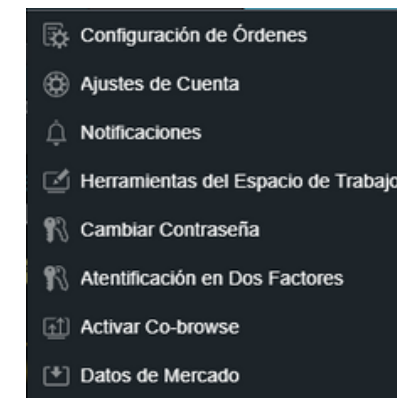 Configuración de Órdenes
Ajustes de Cuenta
Notificaciones
Herramientas del Espacio de Trabajo
Cambiar Contraseña
Atentificación en Dos Factores
Activar Co-browse
Datos de Mercado